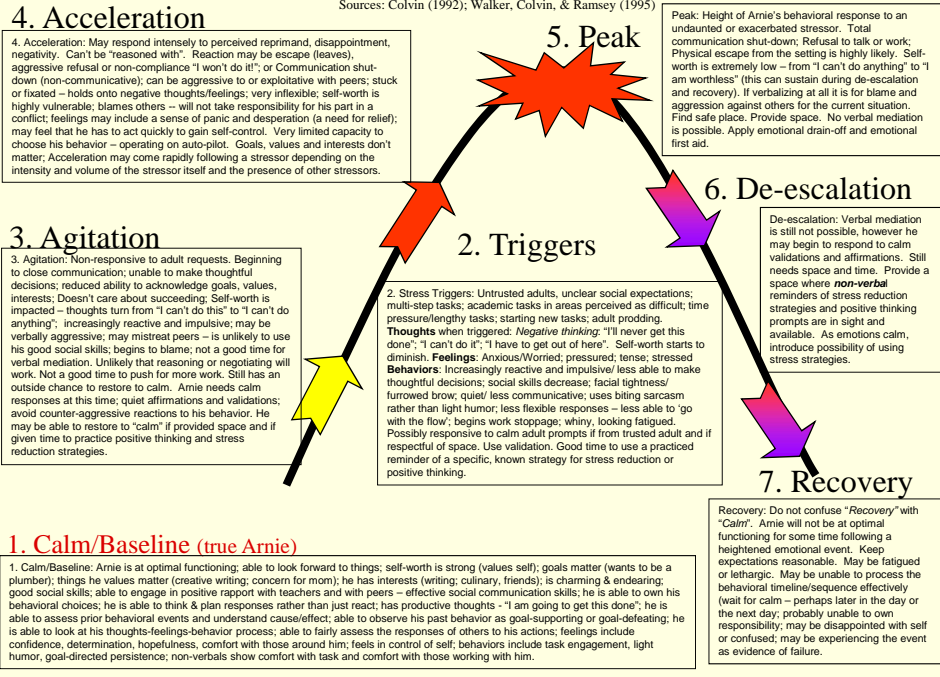 Sources: Colvin (1992); Walker, Colvin, & Ramsey (1995)
4. Acceleration
4. Acceleration: May respond intensely to perceived reprimand, disappointment,
negativity. Can't be "reasoned with". Reaction may be escape (leaves),
aggressive refusal or non-compliance "I won't do it!"; or Communication shut-
down (non-communicative); can be aggressive to or exploitative with peers; stuck
or fixated – holds onto negative thoughts/feelings; very inflexible; self-worth is
highly vulnerable; blames others -- will not take responsibility for his part in a
conflict; feelings may include a sense of panic and desperation (a need for relief);
may feel that he has to act quickly to gain self-control. Very limited capacity to
choose his behavior – operating on auto-pilot. Goals, values and interests don't
matter; Acceleration may come rapidly following a stressor depending on the
intensity and volume of the stressor itself and the presence of other stressors.
5. Peak
Peak: Height of Arnie's behavioral response to an
undaunted or exacerbated stressor. Total
communication shut-down; Refusal to talk or work;
Physical escape from the setting is highly likely. Self-
worth is extremely low – from "I can't do anything" to "I
am worthless" (this can sustain during de-escalation
and recovery). If verbalizing at all it is for blame and
aggression against others for the current situation.
Find safe place. Provide space. No verbal mediation
is possible. Apply emotional drain-off and emotional
first aid.
6. De-escalation
De-escalation: Verbal mediation
is still not possible, however he
may begin to respond to calm
validations and affirmations. Still
needs space and time. Provide a
space where non-verbal
reminders of stress reduction
strategies and positive thinking
prompts are in sight and
available. As emotions calm,
introduce possibility of using
stress strategies.
3. Agitation
3. Agitation: Non-responsive to adult requests. Beginning
to close communication; unable to make thoughtful
decisions; reduced ability to acknowledge goals, values,
interests; Doesn't care about succeeding; Self-worth is
impacted – thoughts turn from "I can't do this" to "I can't do
anything"; increasingly reactive and impulsive; may be
verbally aggressive; may mistreat peers – is unlikely to use
his good social skills; begins to blame; not a good time for
verbal mediation. Unlikely that reasoning or negotiating will
work. Not a good time to push for more work. Still has an
outside chance to restore to calm. Arnie needs calm
responses at this time; quiet affirmations and validations;
avoid counter-aggressive reactions to his behavior. He
may be able to restore to "calm" if provided space and if
given time to practice positive thinking and stress
reduction strategies.
2. Triggers
2. Stress Triggers: Untrusted adults, unclear social expectations;
multi-step tasks; academic tasks in areas perceived as difficult; time
pressure/lengthy tasks; starting new tasks; adult prodding.
Thoughts when triggered: Negative thinking: "I'll never get this
done"; "I can't do it"; "I have to get out of here". Self-worth starts to
diminish. Feelings: Anxious/Worried; pressured; tense; stressed
Behaviors: Increasingly reactive and impulsive/ less able to make
thoughtful decisions; social skills decrease; facial tightness/
furrowed brow; quiet/ less communicative; uses biting sarcasm
rather than light humor; less flexible responses – less able to 'go
with the flow'; begins work stoppage; whiny, looking fatigued.
Possibly responsive to calm adult prompts if from trusted adult and if
respectful of space. Use validation. Good time to use a practiced
reminder of a specific, known strategy for stress reduction or
positive thinking.
7. Recovery
Recovery: Do not confuse "Recovery" with
"Calm". Arnie will not be at optimal
functioning for some time following a
heightened emotional event. Keep
expectations reasonable. May be fatigued
or lethargic. May be unable to process the
behavioral timeline/sequence effectively
(wait for calm – perhaps later in the day or
the next day; probably unable to own
responsibility; may be disappointed with self
or confused; may be experiencing the event
as evidence of failure.
1. Calm/Baseline (true Arnie)
1. Calm/Baseline: Arnie is at optimal functioning; able to look forward to things; self-worth is strong (values self); goals matter (wants to be a
plumber); things he values matter (creative writing; concern for mom); he has interests (writing; culinary, friends); is charming & endearing;
good social skills; able to engage in positive rapport with teachers and with peers – effective social communication skills; he is able to own his
behavioral choices; he is able to think & plan responses rather than just react; has productive thoughts - "I am going to get this done"; he is
able to assess prior behavioral events and understand cause/effect; able to observe his past behavior as goal-supporting or goal-defeating; he
is able to look at his thoughts-feelings-behavior process; able to fairly assess the responses of others to his actions; feelings include
confidence, determination, hopefulness, comfort with those around him; feels in control of self; behaviors include task engagement, light
humor, goal-directed persistence; non-verbals show comfort with task and comfort with those working with him.